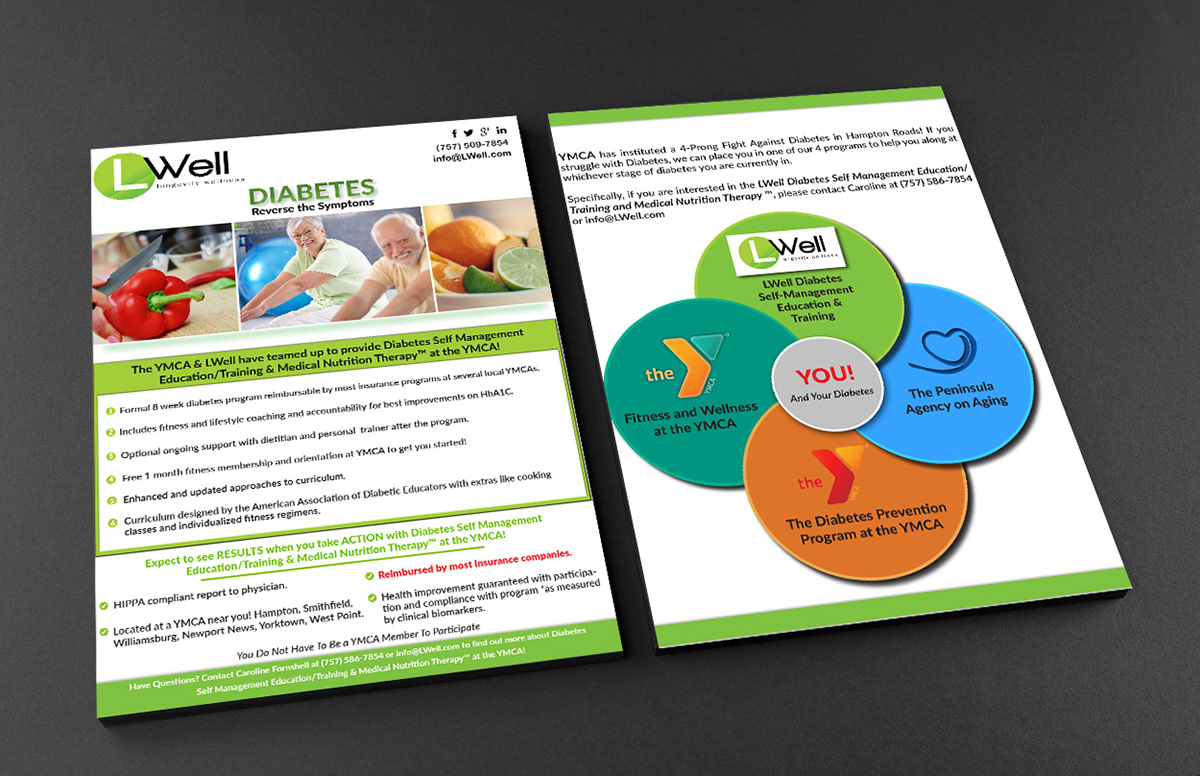 f g+ in
(757) 509-7854
info@LWell.com
LWell
longevity wellness
DIABETES
Reverse the Symptoms
The YMCA & LWell have teamed up to provide Diabetes Self Management
Education/Training & Medical Nutrition Therapy™ at the YMCA!
1 Formal 8 week diabetes program reimbursable by most insurance programs at several local YMCAs.
2 Includes fitness and lifestyle coaching and accountability for best improvements on HbA1C.
3 Optional ongoing support with dietitian and personal trainer after the program.
4 Free 1 month fitness membership and orientation at YMCA to get you started!
5 Enhanced and updated approaches to curriculum.
6 Curriculum designed by the American Association of Diabetic Educators with extras like cooking
classes and individualized fitness regimens.
Expect to see RESULTS when you take ACTION with Diabetes Self Management
Education/Training & Medical Nutrition Therapy™ at the YMCA!
HIPPA compliant report to physician.
Located at a YMCA near you! Hampton, Smithfield,
Williamsburg, Newport News, Yorktown, West Point.
Reimbursed by most insurance companies.
Health improvement guaranteed with participa-
tion and compliance with program *as measured
by clinical biomarkers.
You Do Not Have To Be a YMCA Member To Participate
Have Questions? Contact Caroline Fornshell at (757) 586-7854 or info@LWell.com to find out more about Diabetes
Self Management Education/Training & Medical Nutrition Therapy™ at the YMCA!
YMCA has instituted a 4-Prong Fight Against Diabetes in Hampton Roads! If you
struggle with Diabetes, we can place you in one of our 4 programs to help you along at
whichever stage of diabetes you are currently in.
Specifically, if you are interested in the LWell Diabetes Self Management Education/
Training and Medical Nutrition Therapy ™, please contact Caroline at (757) 586-7854
or info@LWell.com
LWell
longevity wellness
LWell Diabetes
Self-Management
Education &
Training
the YMCA
Fitness and Wellness
at the YMCA
YOU!
And Your Diabetes
The Peninsula
Agency on Aging
the YMCA
The Diabetes Prevention
Program at the YMCA